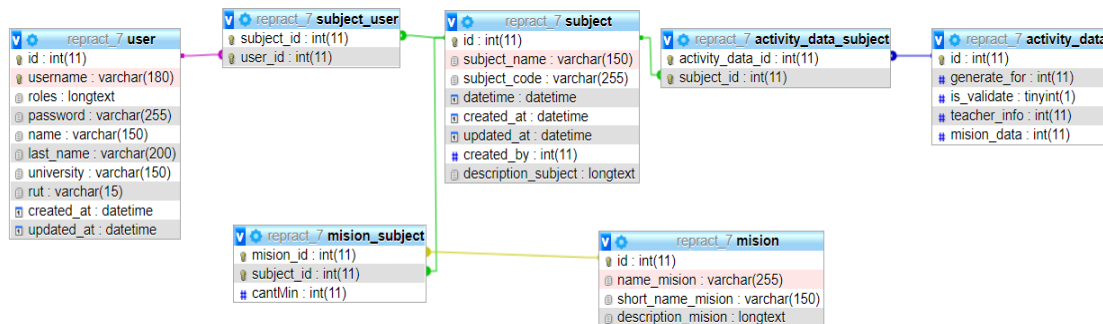 repract_7 user
id : int(11)
username : varchar(180)
roles : longtext
password : varchar(255)
name : varchar(150)
last_name : varchar(200)
university : varchar(150)
rut : varchar(15)
created_at : datetime
updated_at : datetime
repract_7 subject_user
subject_id : int(11)
user_id : int(11)
repract_7 subject
id : int(11)
subject_name : varchar(150)
subject_code : varchar(255)
datetime : datetime
created_at : datetime
updated_at : datetime
created_by : int(11)
description_subject : longtext
repract_7 activity_data_subject
activity_data_id : int(11)
subject_id : int(11)
repract_7 activity_data
id : int(11)
generate_for : int(11)
is_validate : tinyint(1)
teacher_info : int(11)
mision_data : int(11)
repract_7 mision_subject
mision_id : int(11)
subject_id : int(11)
cantMin : int(11)
repract_7 mision
id : int(11)
name_mision : varchar(255)
short_name_mision : varchar(150)
description_mision : longtext